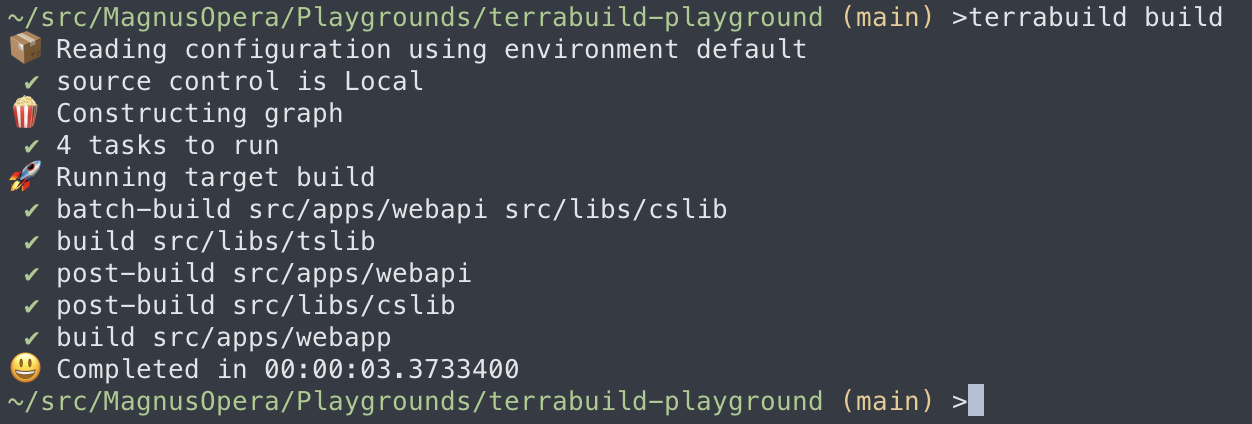 ~/src/MagnusOpera/Playgrounds/terrabuild-playground (main) >terrabuild build
📦 Reading configuration using environment default
✔ source control is Local
🍿 Constructing graph
✔ 4 tasks to run
🚀 Running target build
✔ batch-build src/apps/webapi src/libs/cslib
✔ build src/libs/tslib
✔ post-build src/apps/webapi
✔ post-build src/libs/cslib
✔ build src/apps/webapp
😃 Completed in 00:00:03.3733400
~/src/MagnusOpera/Playgrounds/terrabuild-playground (main) >